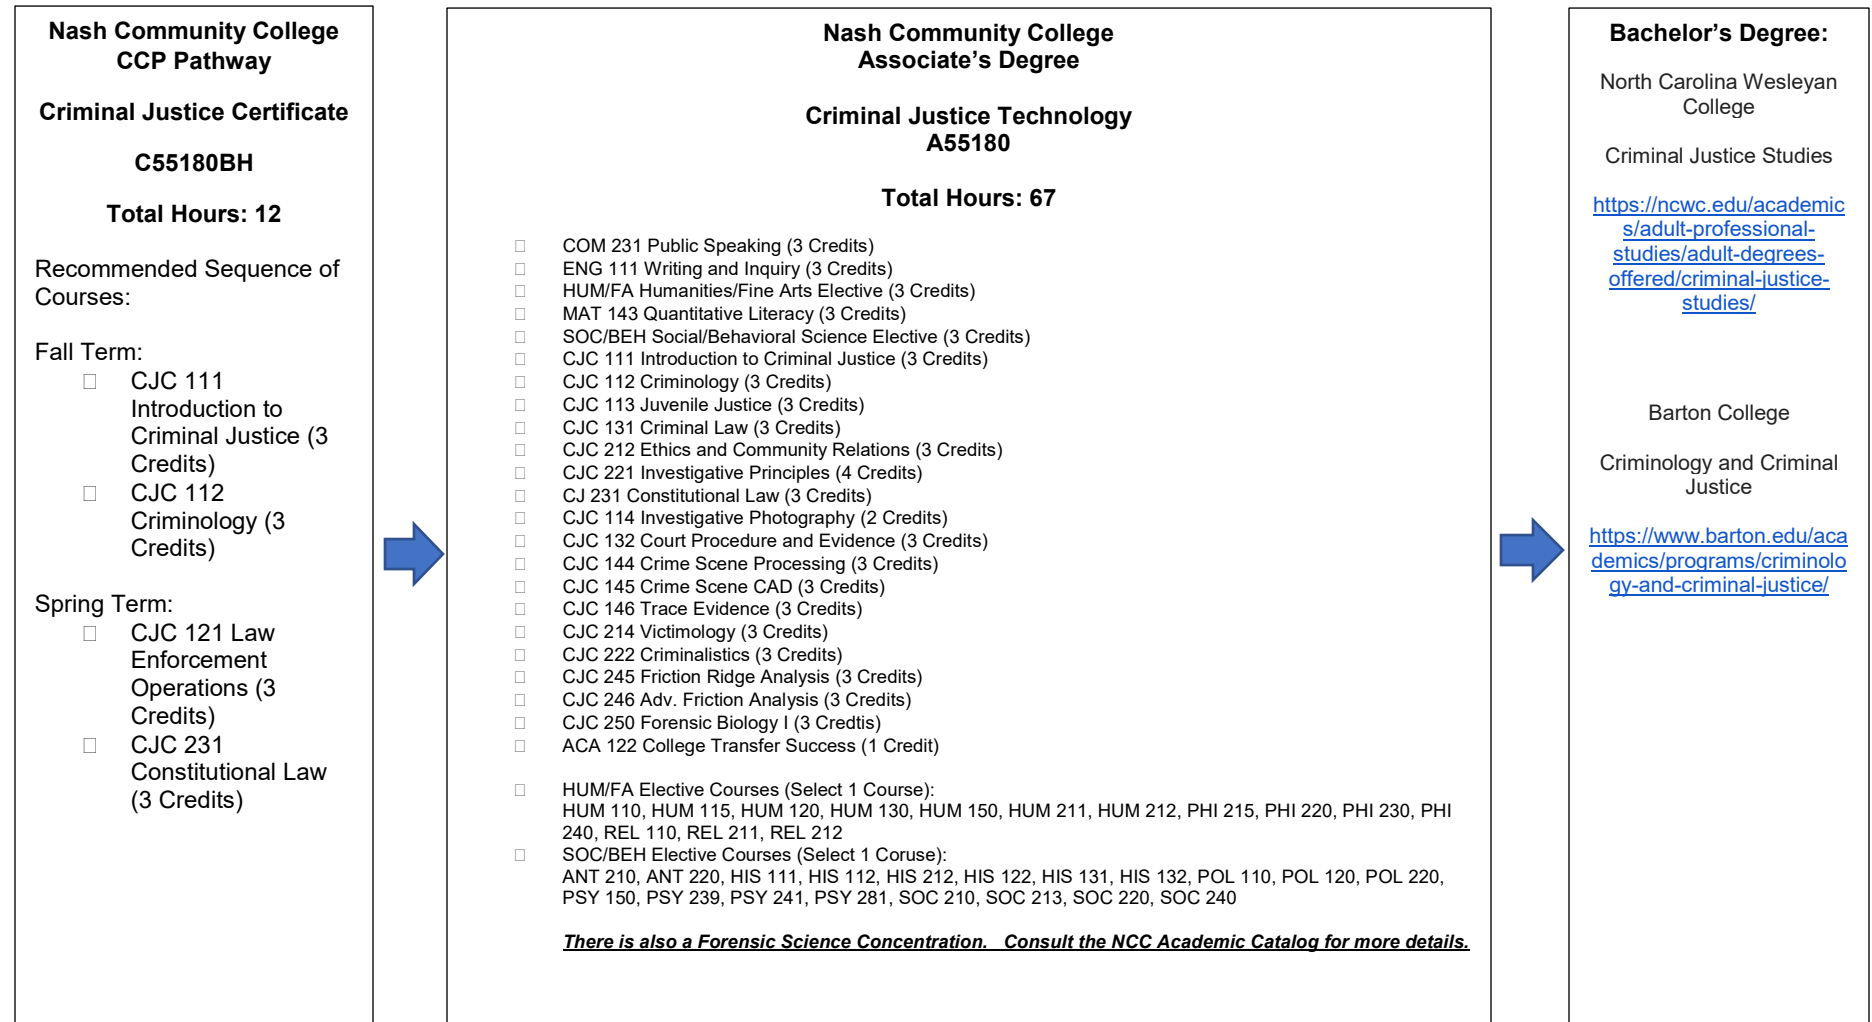 Nash Community College
CCP Pathway
Criminal Justice Certificate
C55180BH
Total Hours: 12
Recommended Sequence of
Courses:
Fall Term:
CJC 111
Introduction to
Criminal Justice (3
Credits)
CJC 112
Criminology (3
Credits)
Spring Term:
CJC 121 Law
Enforcement
Operations (3
Credits)
CJC 231
Constitutional Law
(3 Credits)
Nash Community College
Associate's Degree
Criminal Justice Technology
A55180
Total Hours: 67
COM 231 Public Speaking (3 Credits)
ENG 111 Writing and Inquiry (3 Credits)
HUM/FA Humanities/Fine Arts Elective (3 Credits)
MAT 143 Quantitative Literacy (3 Credits)
SOC/BEH Social/Behavioral Science Elective (3 Credits)
CJC 111 Introduction to Criminal Justice (3 Credits)
CJC 112 Criminology (3 Credits)
CJC 113 Juvenile Justice (3 Credits)
CJC 131 Criminal Law (3 Credits)
CJC 212 Ethics and Community Relations (3 Credits)
CJC 221 Investigative Principles (4 Credits)
CJ 231 Constitutional Law (3 Credits)
CJC 114 Investigative Photography (2 Credits)
CJC 132 Court Procedure and Evidence (3 Credits)
CJC 144 Crime Scene Processing (3 Credits)
CJC 145 Crime Scene CAD (3 Credits)
CJC 146 Trace Evidence (3 Credits)
CJC 214 Victimology (3 Credits)
CJC 222 Criminalistics (3 Credits)
CJC 245 Friction Ridge Analysis (3 Credits)
CJC 246 Adv. Friction Analysis (3 Credits)
CJC 250 Forensic Biology I (3 Credtis)
ACA 122 College Transfer Success (1 Credit)
HUM/FA Elective Courses (Select 1 Course):
HUM 110, HUM 115, HUM 120, HUM 130, HUM 150, HUM 211, HUM 212, PHI 215, PHI 220, PHI 230, PHI
240, REL 110, REL 211, REL 212
SOC/BEH Elective Courses (Select 1 Coruse):
ANT 210, ANT 220, HIS 111, HIS 112, HIS 212, HIS 122, HIS 131, HIS 132, POL 110, POL 120, POL 220,
PSY 150, PSY 239, PSY 241, PSY 281, SOC 210, SOC 213, SOC 220, SOC 240
There is also a Forensic Science Concentration. Consult the NCC Academic Catalog for more details.
Bachelor's Degree:
North Carolina Wesleyan
College
Criminal Justice Studies
https://ncwc.edu/academic
s/adult-professional-
studies/adult-degrees-
offered/criminal-justice-
studies/
Barton College
Criminology and Criminal
Justice
https://www.barton.edu/aca
demics/programs/criminolo
gy-and-criminal-justice/